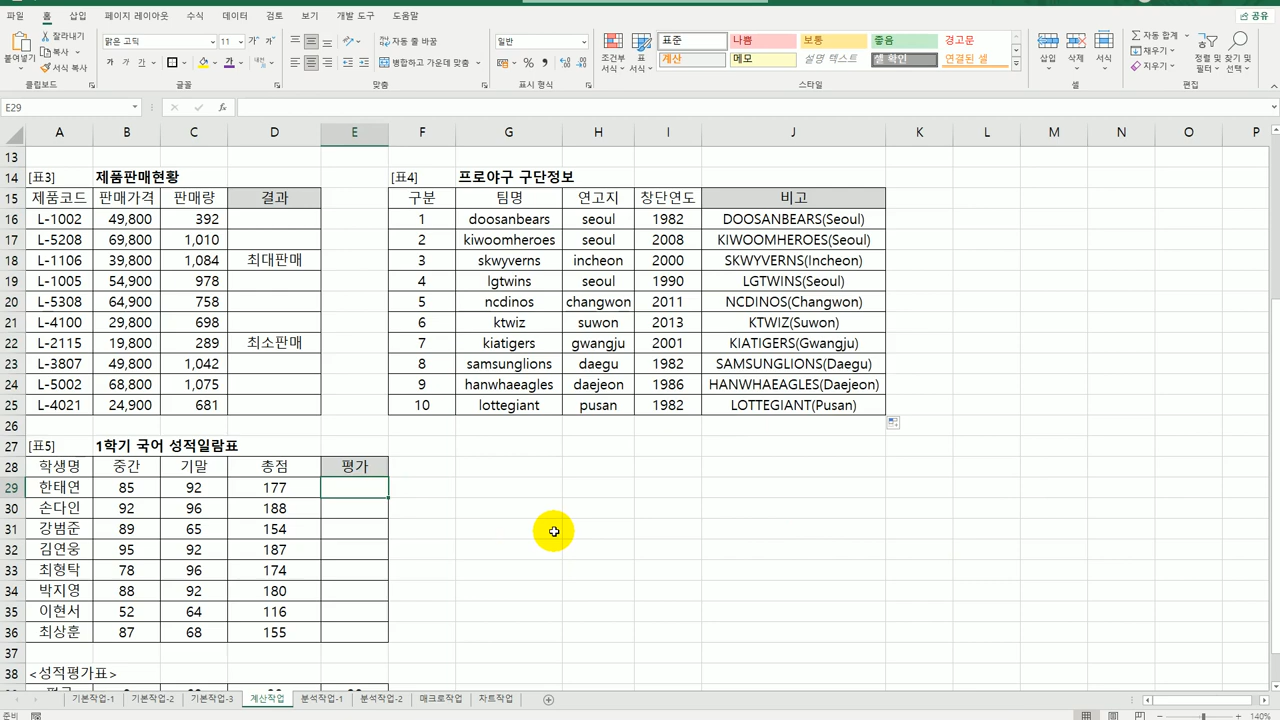 파일 홈 삽입 페이지 레이아웃 수식 데이터 검토 보기 개발 도구 도움말 공유
붙여넣기 잘라내기 복사 서식 복사
맑은 고딕 11 가 가 가 가 가
자동 줄 바꿈
병합하고 가운데 맞춤
일반
조건부 서식 표 서식
표준 나쁨 보통 좋음 경고문
계산 메모 설명 텍스트 셀 확인 연결된 셀
삽입 삭제 서식
자동 합계 채우기 지우기
정렬 및 필터 찾기 및 선택
클립보드 글꼴 맞춤 표시 형식 스타일 셀 편집
E29 fx
A B C D E F G H I J K L M N O P
13
14 [표3] 제품판매현황 [표4] 프로야구 구단정보
15 제품코드 판매가격 판매량 결과 구분 팀명 연고지 창단연도 비고
16 L-1002 49,800 392 1 doosanbears seoul 1982 DOOSANBEARS(Seoul)
17 L-5208 69,800 1,010 2 kiwoomheroes seoul 2008 KIWOOMHEROES(Seoul)
18 L-1106 39,800 1,084 최대판매 3 skwyverns incheon 2000 SKWYVERNS(Incheon)
19 L-1005 54,900 978 4 lgtwins seoul 1990 LGTWINS(Seoul)
20 L-5308 64,900 758 5 ncdinos changwon 2011 NCDINOS(Changwon)
21 L-4100 29,800 698 6 ktwiz suwon 2013 KTWIZ(Suwon)
22 L-2115 19,800 289 최소판매 7 kiatigers gwangju 2001 KIATIGERS(Gwangju)
23 L-3807 49,800 1,042 8 samsunglions daegu 1982 SAMSUNGLIONS(Daegu)
24 L-5002 68,800 1,075 9 hanwhaeagles daejeon 1986 HANWHAEAGLES(Daejeon)
25 L-4021 24,900 681 10 lottegiant pusan 1982 LOTTEGIANT(Pusan)
26
27 [표5] 1학기 국어 성적일람표
28 학생명 중간 기말 총점 평가
29 한태연 85 92 177
30 손다인 92 96 188
31 강범준 89 65 154
32 김연웅 95 92 187
33 최형탁 78 96 174
34 박지영 88 92 180
35 이현서 52 64 116
36 최상훈 87 68 155
37
38 <성적평가표>
기본작업-1 기본작업-2 기본작업-3 계산작업 분석작업-1 분석작업-2 매크로작업 차트작업
준비 140%